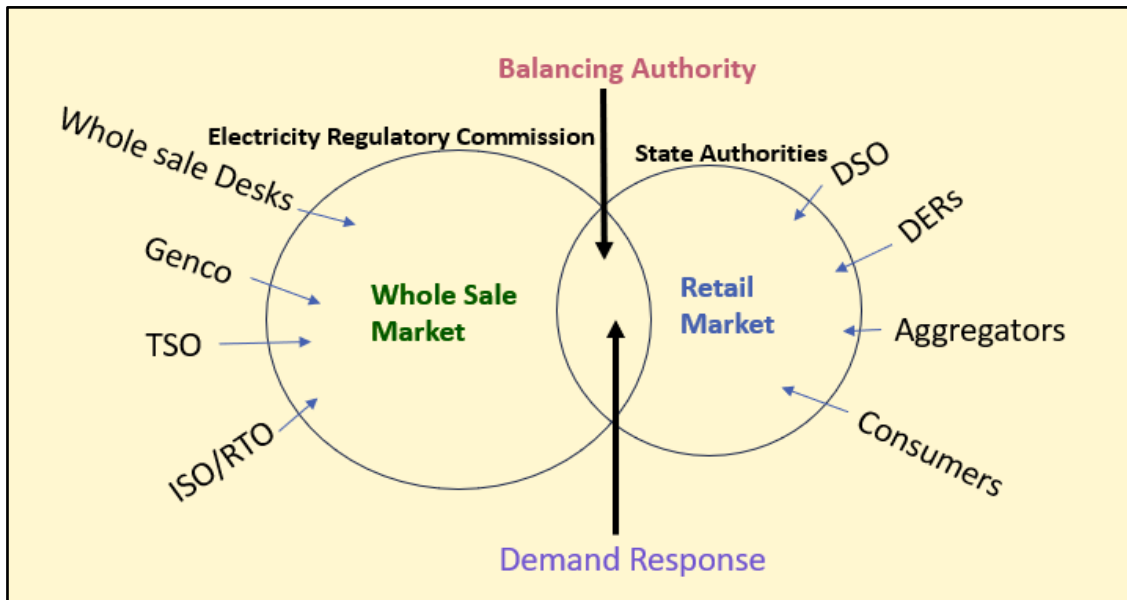 Balancing Authority
Electricity Regulatory Commission
State Authorities
Whole sale Desks
Genco
TSO
ISO/RTO
Whole Sale
Market
Retail
Market
DSO
DERs
Aggregators
Consumers
Demand Response